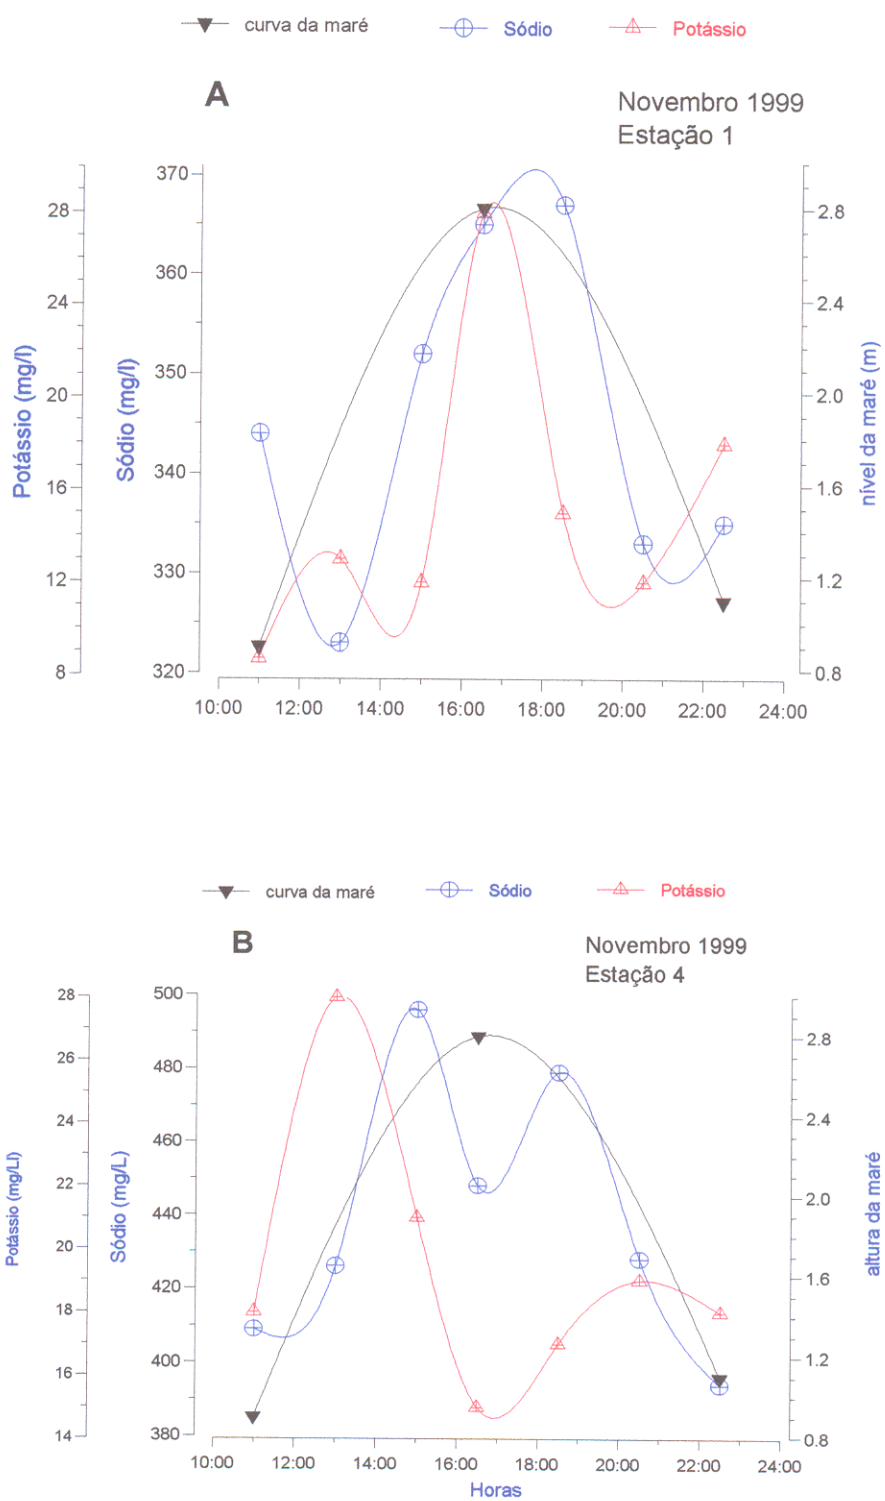 curva da maré Sódio Potássio
A
Novembro 1999
Estação 1
Potássio (mg/l)
28
24
20
16
12
8
Sódio (mg/l)
370
360
350
340
330
320
nível da maré (m)
2.8
2.4
2.0
1.6
1.2
0.8
10:00 12:00 14:00 16:00 18:00 20:00 22:00 24:00
curva da maré Sódio Potássio
B
Novembro 1999
Estação 4
Potássio (mg/Ll)
28
26
24
22
20
18
16
14
Sódio (mg/L)
500
480
460
440
420
400
380
altura da maré
2.8
2.4
2.0
1.6
1.2
0.8
10:00 12:00 14:00 16:00 18:00 20:00 22:00 24:00
Horas